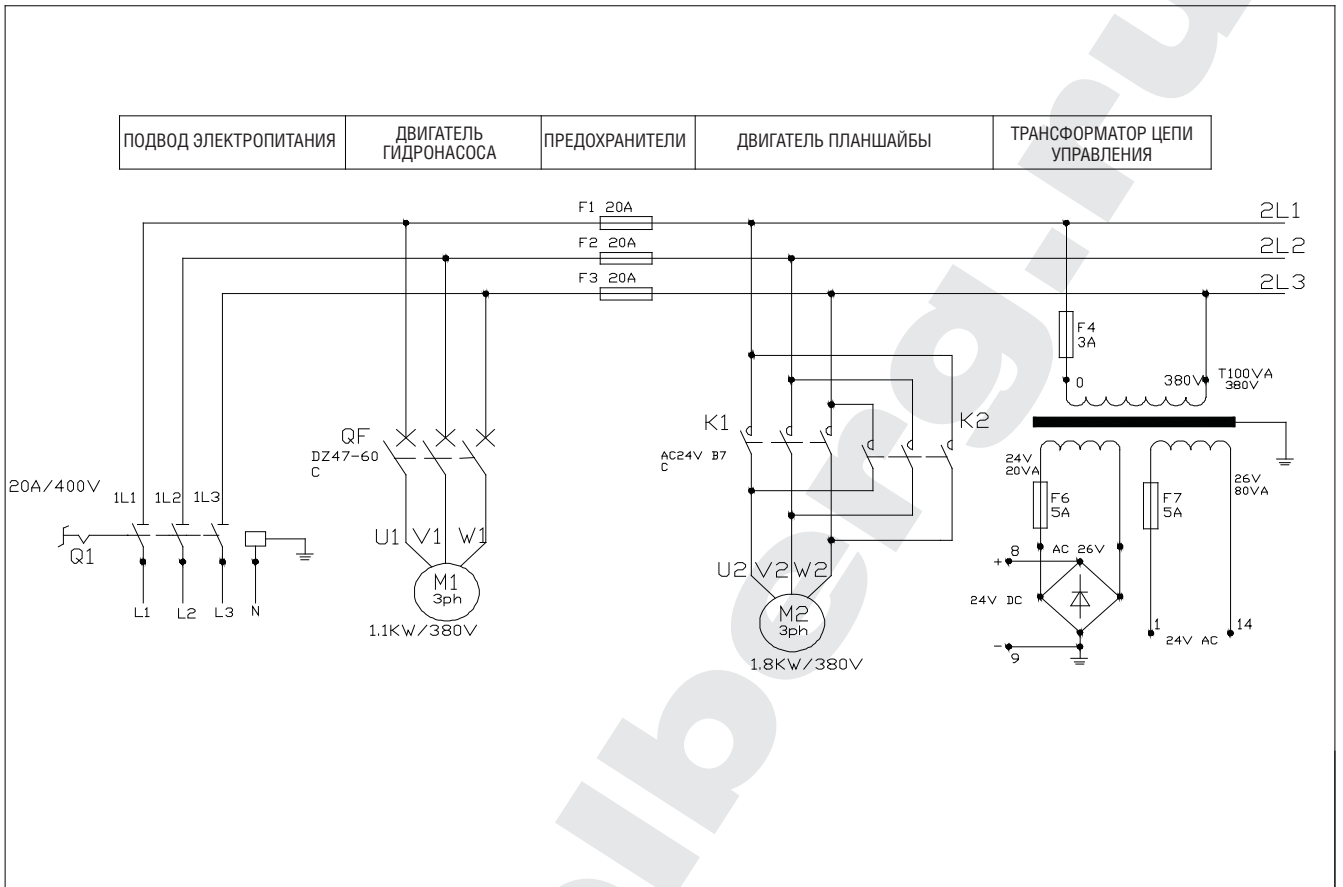 ПОДВОД ЭЛЕКТРОПИТАНИЯ
ДВИГАТЕЛЬ
ГИДРОНАСОСА
ПРЕДОХРАНИТЕЛИ
ДВИГАТЕЛЬ ПЛАНШАЙБЫ
ТРАНСФОРМАТОР ЦЕПИ
УПРАВЛЕНИЯ
F1 20A
2L1
F2 20A
2L2
F3 20A
2L3
F4
3A
0
380V
T100VA
380V
K1
K2
AC24V B7
C
QF
DZ47-60
C
24V
20VA
26V
80VA
F6
5A
F7
5A
20A/400V
1L1
1L2
1L3
Q1
U1
V1
W1
L1
L2
L3
N
M1
3ph
1.1KW/380V
U2
V2
W2
M2
3ph
1.8KW/380V
+
8
AC 26V
24V DC
-
9
1
24V AC
14
lberg.ru